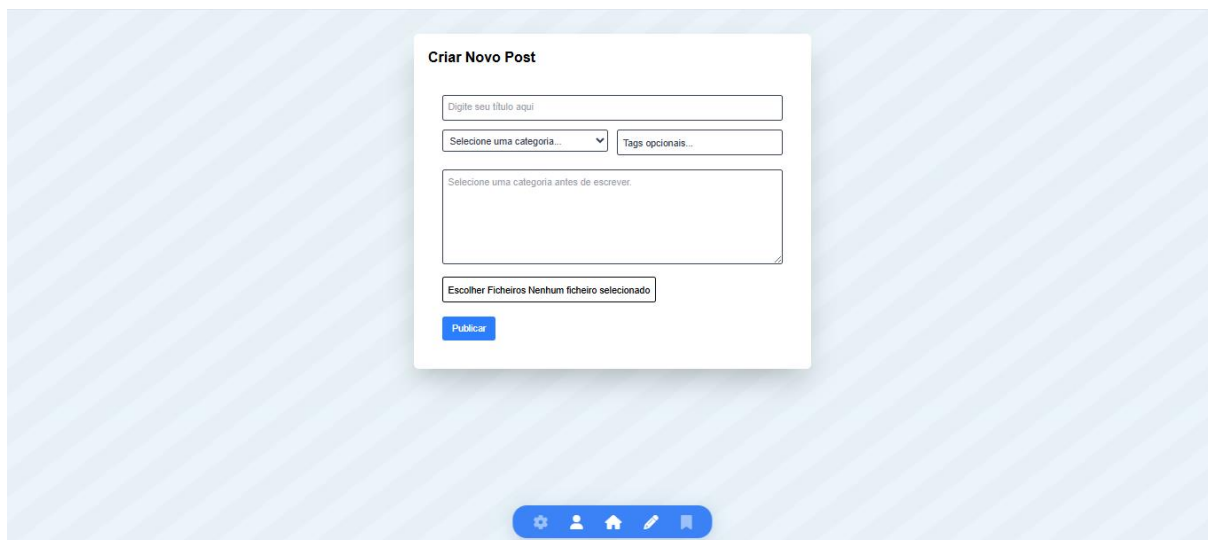 Criar Novo Post
Digite seu título aqui
Selecione uma categoria... Tags opcionais...
Selecione uma categoria antes de escrever.
Escolher Ficheiros Nenhum ficheiro selecionado
Publicar